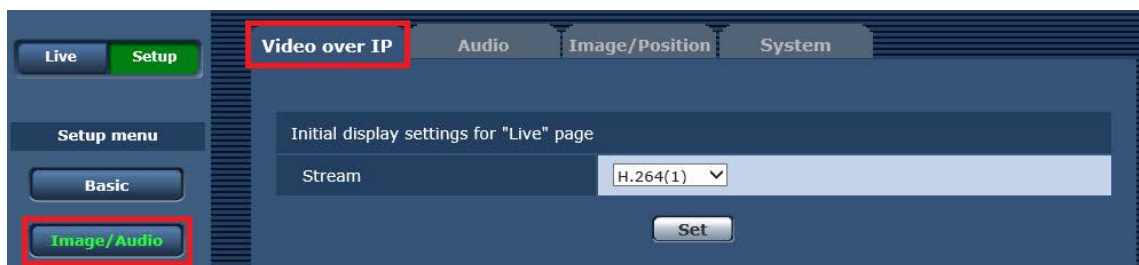 Live Setup
Video over IP Audio Image/Position System
Setup menu
Basic
Image/Audio
Initial display settings for "Live" page
Stream H.264(1)
Set